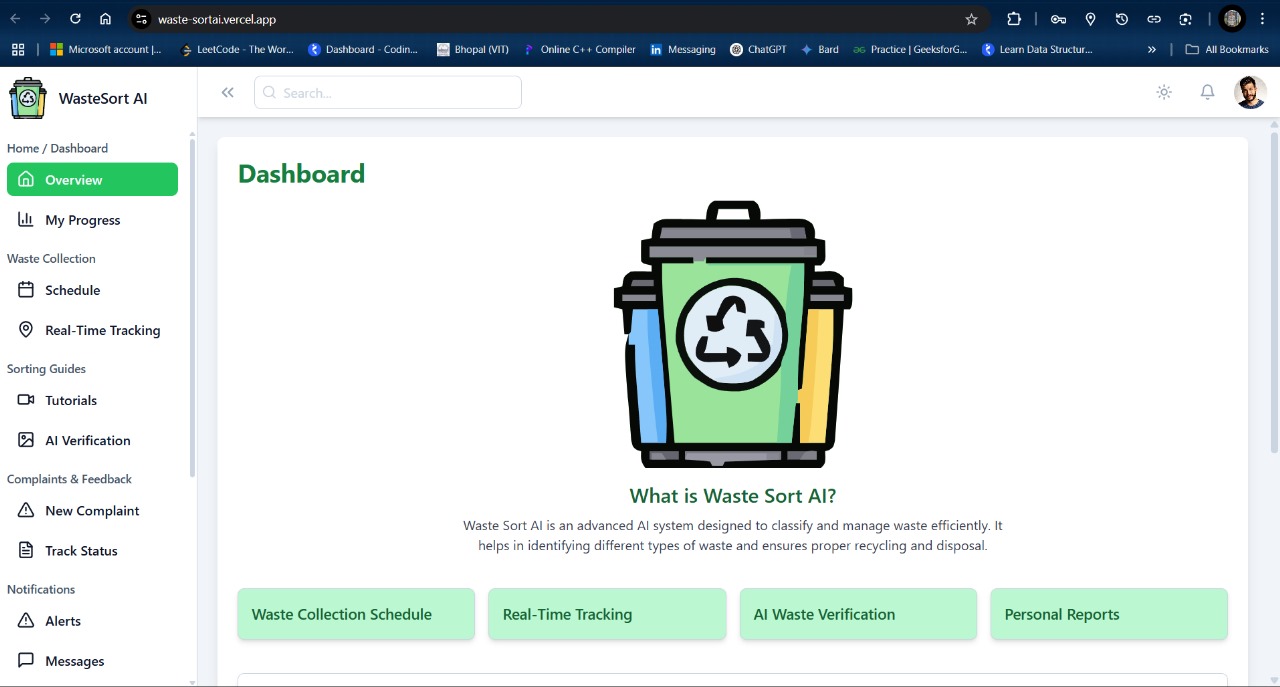 waste-sortai.vercel.app
Microsoft account |...
LeetCode - The Wor...
Dashboard - Codin...
Bhopal (VIT)
Online C++ Compiler
Messaging
ChatGPT
Bard
Practice | GeeksforG...
Learn Data Structur...
»
All Bookmarks
WasteSort AI
Search...
Home / Dashboard
Overview
My Progress
Waste Collection
Schedule
Real-Time Tracking
Sorting Guides
Tutorials
AI Verification
Complaints & Feedback
New Complaint
Track Status
Notifications
Alerts
Messages
Dashboard
What is Waste Sort AI?
Waste Sort AI is an advanced AI system designed to classify and manage waste efficiently. It
helps in identifying different types of waste and ensures proper recycling and disposal.
Waste Collection Schedule
Real-Time Tracking
AI Waste Verification
Personal Reports